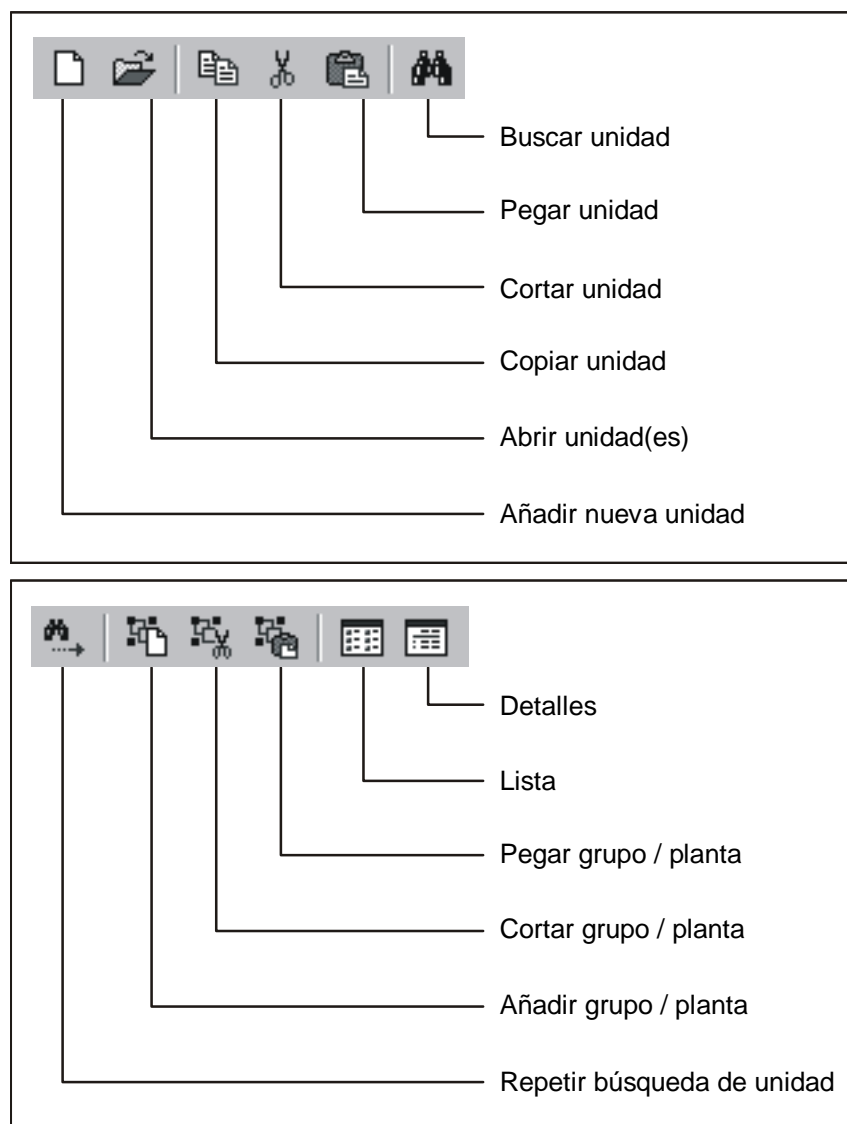 Buscar unidad
Pegar unidad
Cortar unidad
Copiar unidad
Abrir unidad(es)
Añadir nueva unidad
Detalles
Lista
Pegar grupo / planta
Cortar grupo / planta
Añadir grupo / planta
Repetir búsqueda de unidad